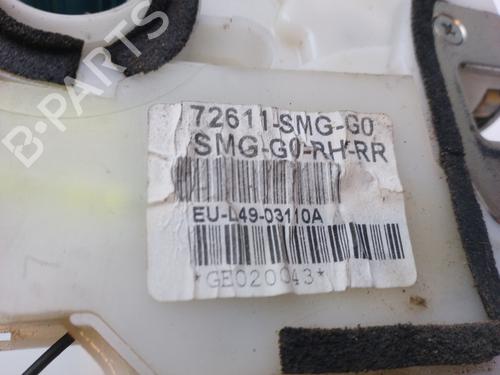 B-PARTS
72611-SMG-G0
SMG-G0-RH-RR
EU-L49-03110A
*GE020043*